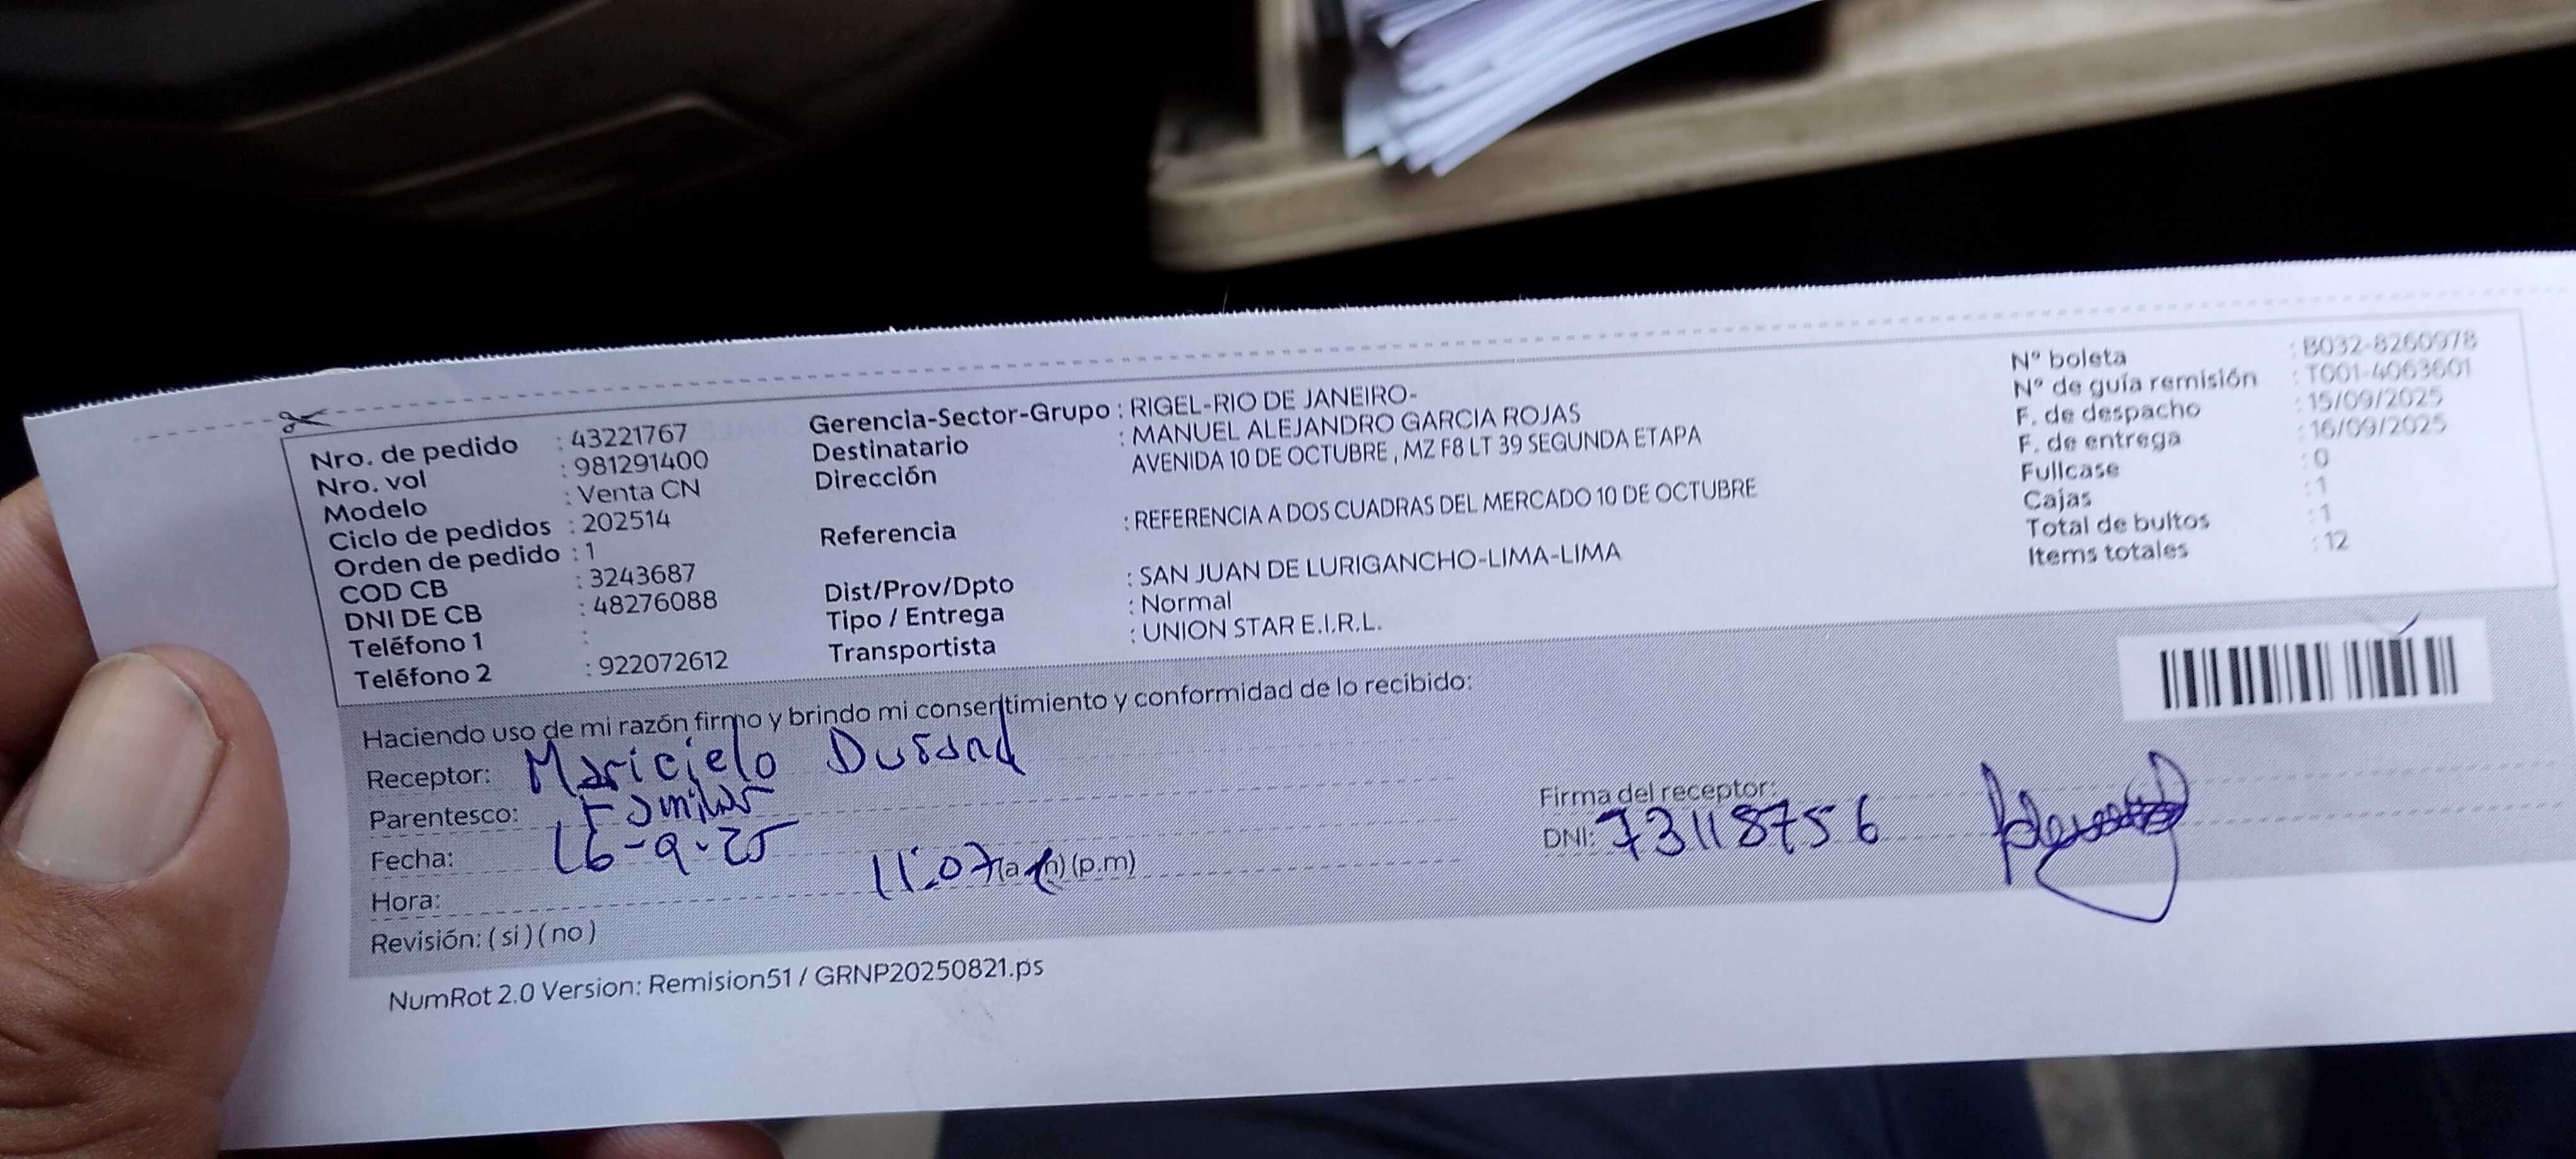 Nro. de pedido : 43221767
Nro. vol : 981291400
Modelo : Venta CN
Ciclo de pedidos : 202514
Orden de pedido : 1
COD CB : 3243687
DNI DE CB : 48276088
Teléfono 1 :
Teléfono 2 : 922072612
Gerencia-Sector-Grupo : RIGEL-RIO DE JANEIRO-
Destinatario : MANUEL ALEJANDRO GARCIA ROJAS
Dirección AVENIDA 10 DE OCTUBRE , MZ F8 LT 39 SEGUNDA ETAPA
Referencia : REFERENCIA A DOS CUADRAS DEL MERCADO 10 DE OCTUBRE
Dist/Prov/Dpto : SAN JUAN DE LURIGANCHO-LIMA-LIMA
Tipo / Entrega : Normal
Transportista : UNION STAR E.I.R.L.
Nº boleta : B032-8260978
Nº de guía remisión : T001-4063601
F. de despacho : 15/09/2025
F. de entrega : 16/09/2025
Fullcase : 0
Cajas : 1
Total de bultos : 1
Items totales : 12
Haciendo uso de mi razón firmo y brindo mi consentimiento y conformidad de lo recibido:
Receptor: Maricielo
Parentesco: Familiar
Fecha: 16-9-25
Hora: 11:07 (a.m) (p.m)
Revisión: ( si ) ( no )
Firma del receptor:
DNI: 73118756
NumRot 2.0 Version: Remision51 / GRNP20250821.ps